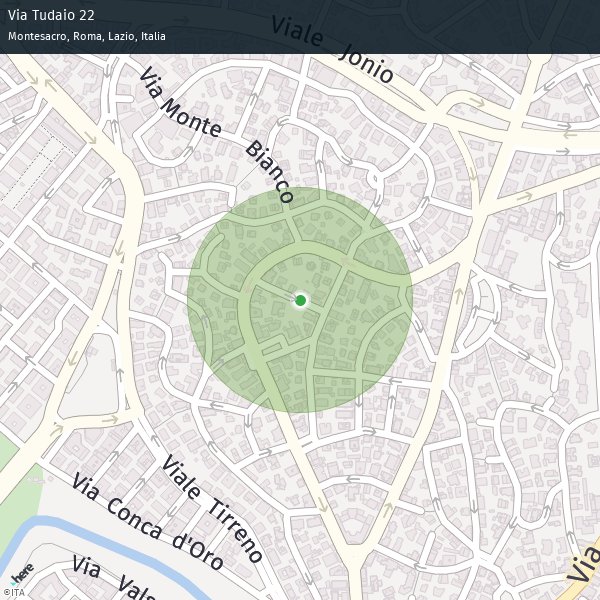 Via Tudaio 22
Montesacro, Roma, Lazio, Italia
Viale Jonio
Via Monte Bianco
Viale Tirreno
Via Conca d'Oro
Via Vals
Via
here
©ITA